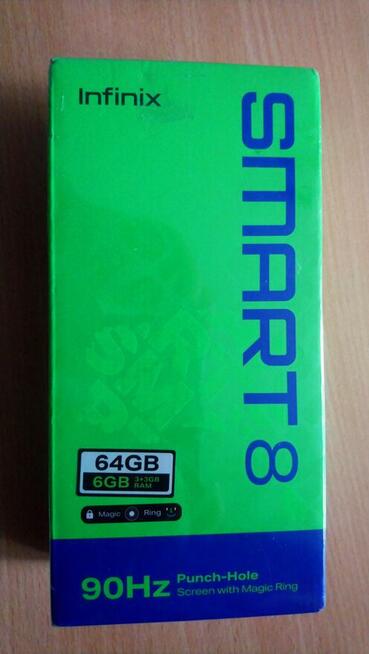 Infinix
SMART 8
64GB
6GB 3+3GB RAM
Magic Ring
90Hz Punch-Hole
Screen with Magic Ring